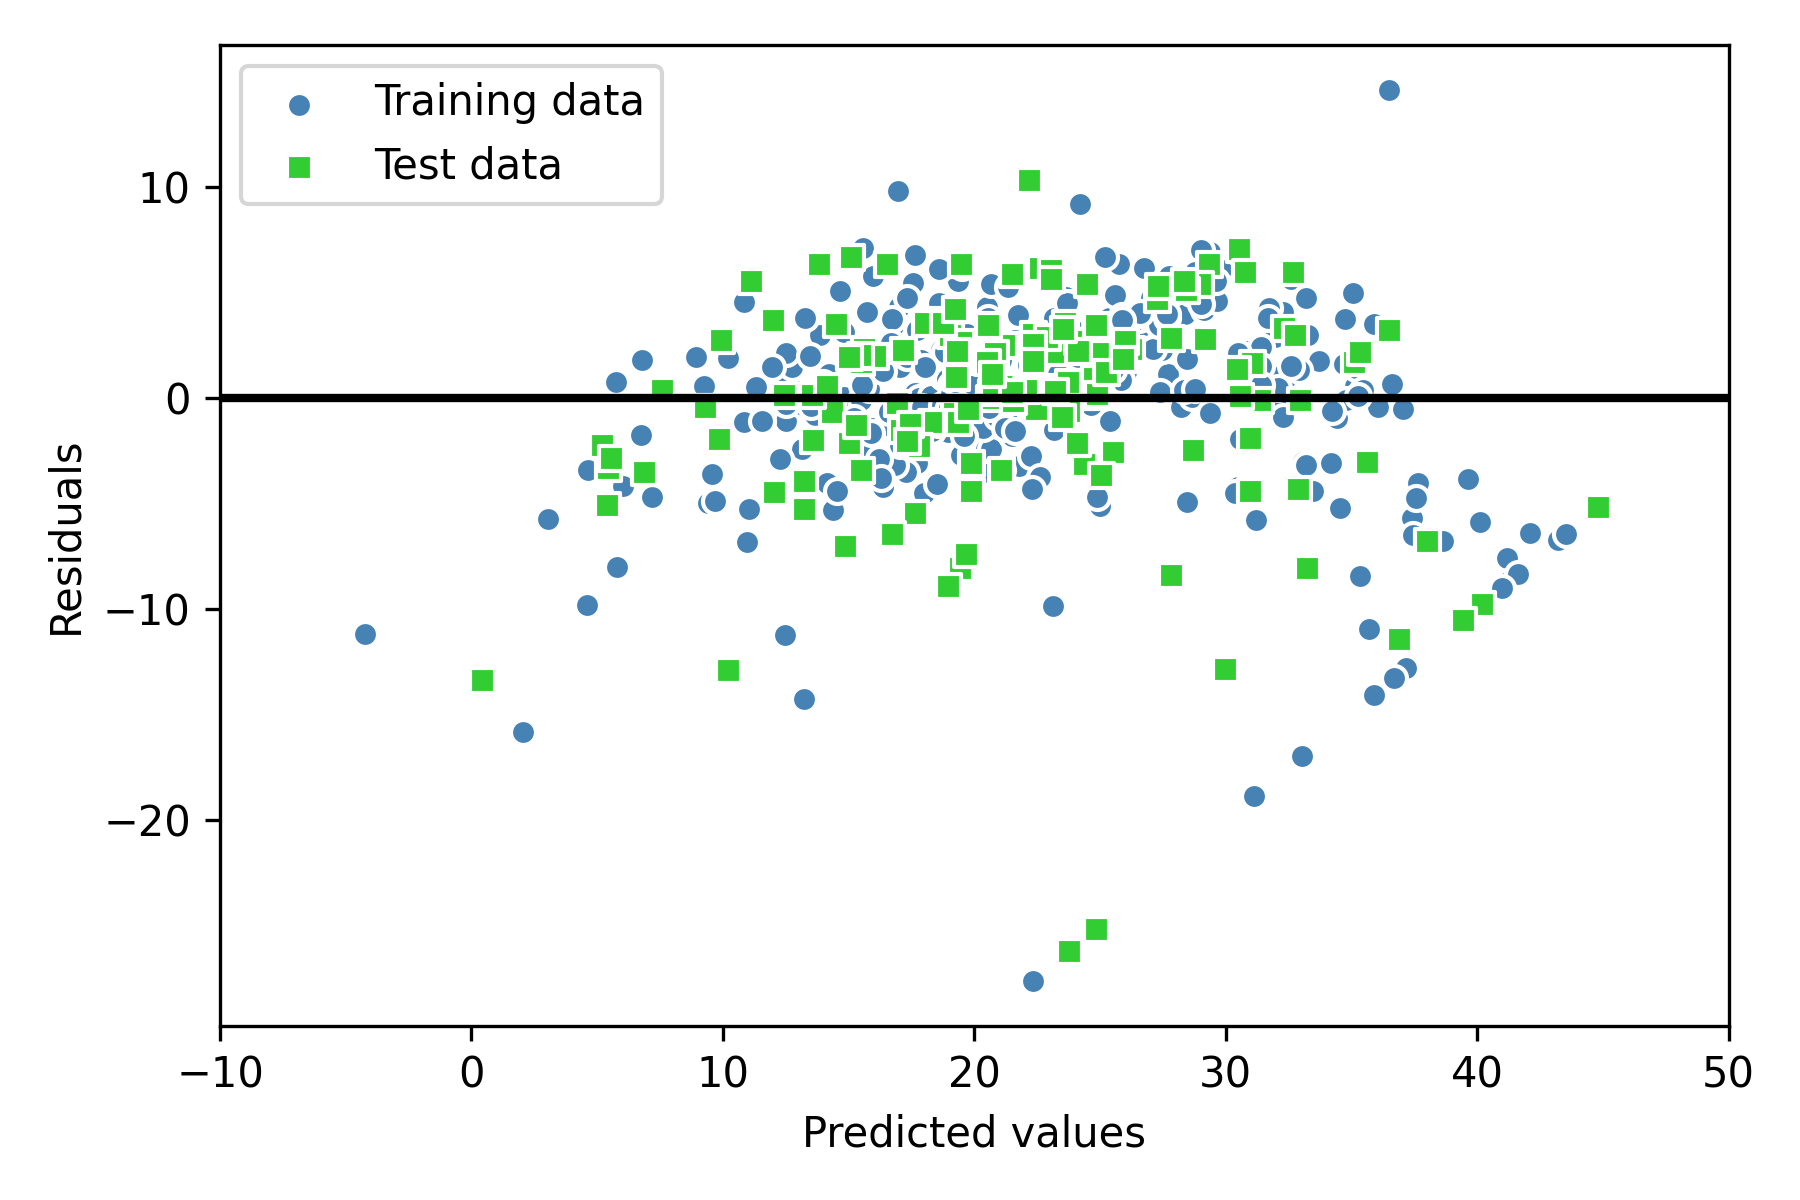 Training data
Test data
10
0
−10
−20
Residuals
−10 0 10 20 30 40 50
Predicted values